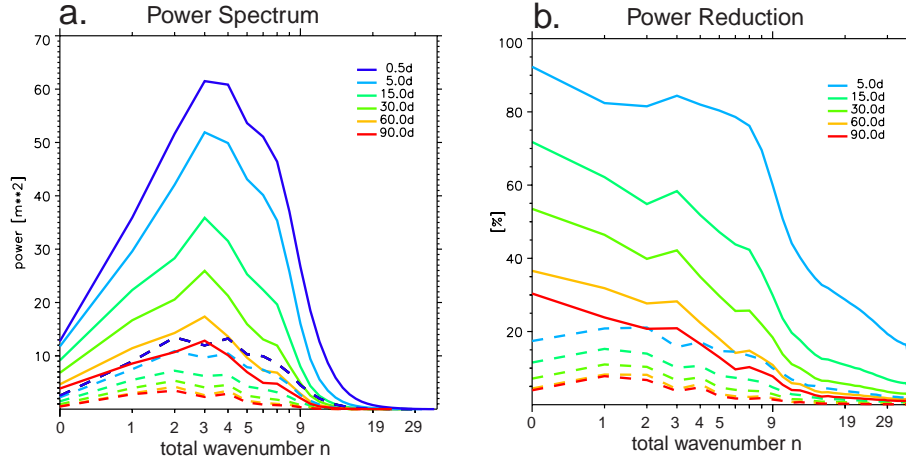 a. Power Spectrum
70
60
50
40
30
20
10
power [m**2]
0.5d
5.0d
15.0d
30.0d
60.0d
90.0d
0 1 2 3 4 5 9 19 29
total wavenumber n
b. Power Reduction
100
80
60
40
20
[%]
5.0d
15.0d
30.0d
60.0d
90.0d
0 1 2 3 4 5 9 19 29
total wavenumber n